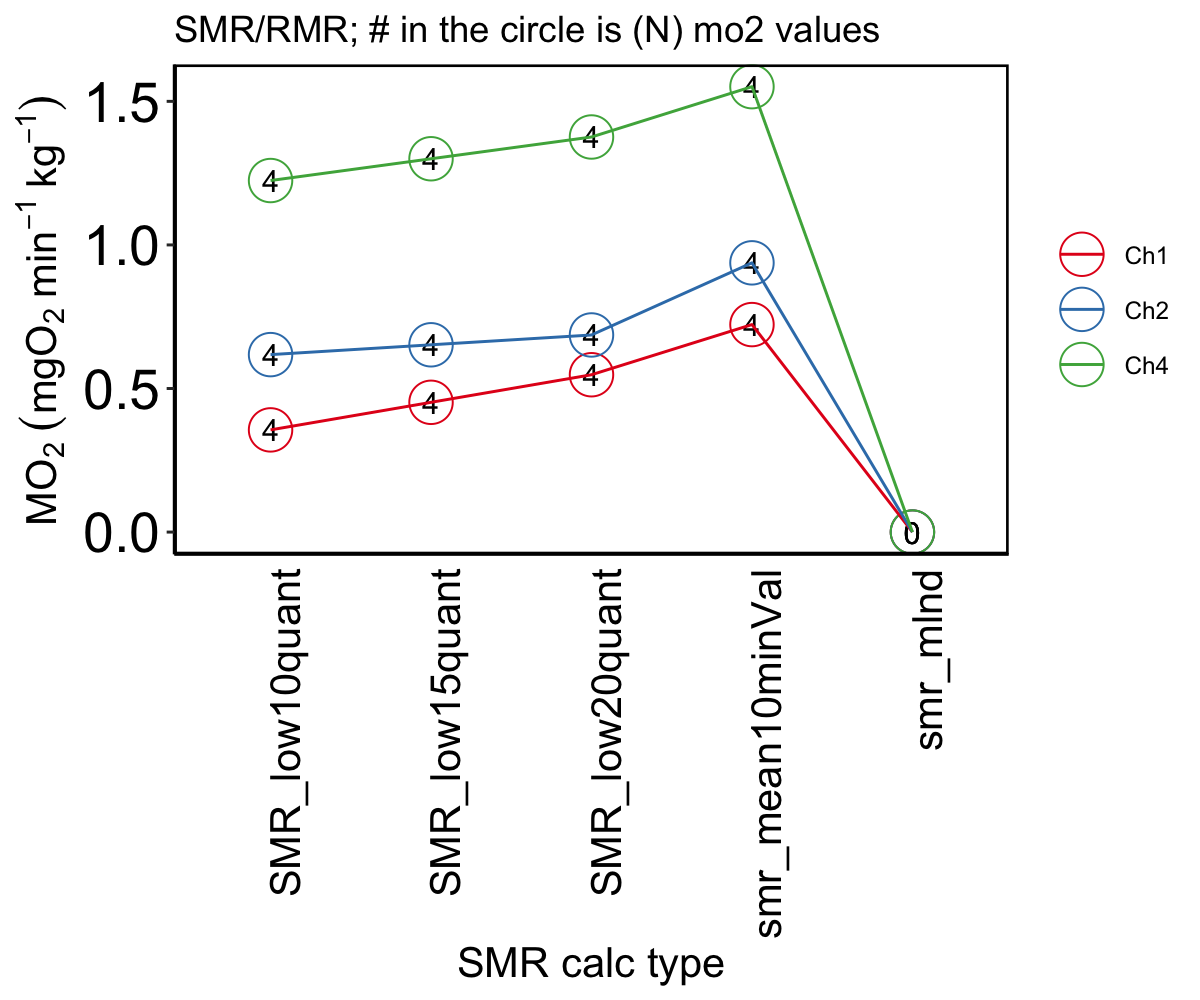 SMR/RMR; # in the circle is (N) mo2 values
MO₂ (mgO₂ min⁻¹ kg⁻¹)
1.5
1.0
0.5
0.0
4 4 4 4
4 4 4 4
4 4 4 4
0
Ch1
Ch2
Ch4
SMR_low10quant
SMR_low15quant
SMR_low20quant
smr_mean10minVal
smr_mlnd
SMR calc type